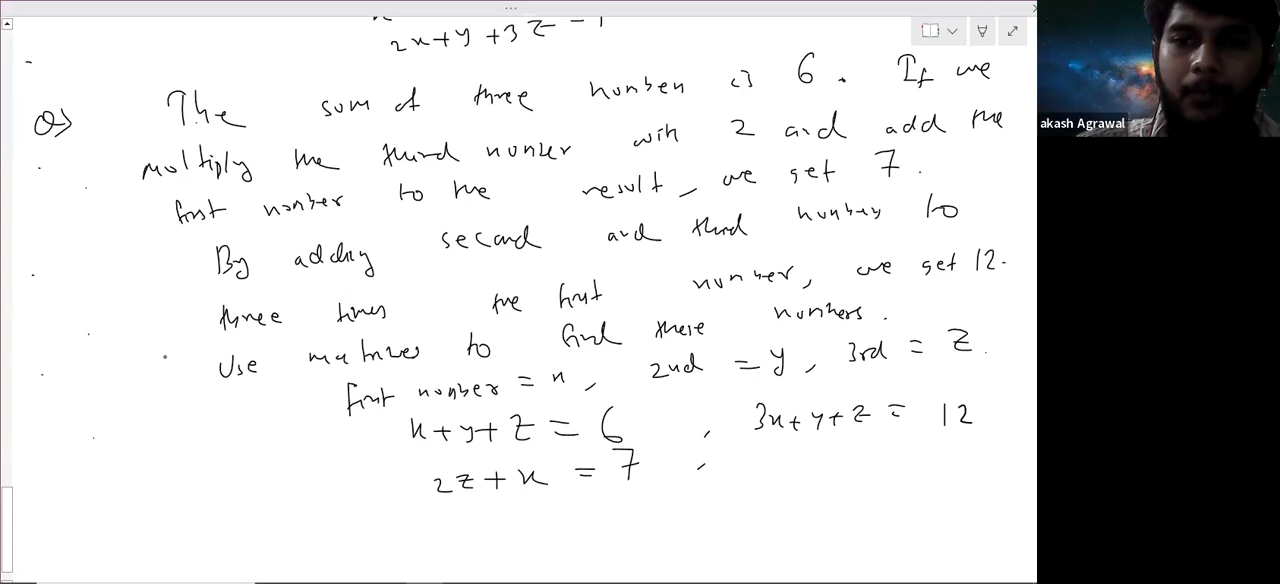 2x+y+3z
Q> The sum of three number is 6. If we
multiply the third number with 2 and add the
first number to the result, we get 7.
By adding second and third number to
three times the first number, we get 12.
Use matrices to find these numbers.
first number = x, 2nd = y, 3rd = z.
x+y+z = 6 , 3x+y+z = 12
2z+x = 7 ,
akash Agrawal